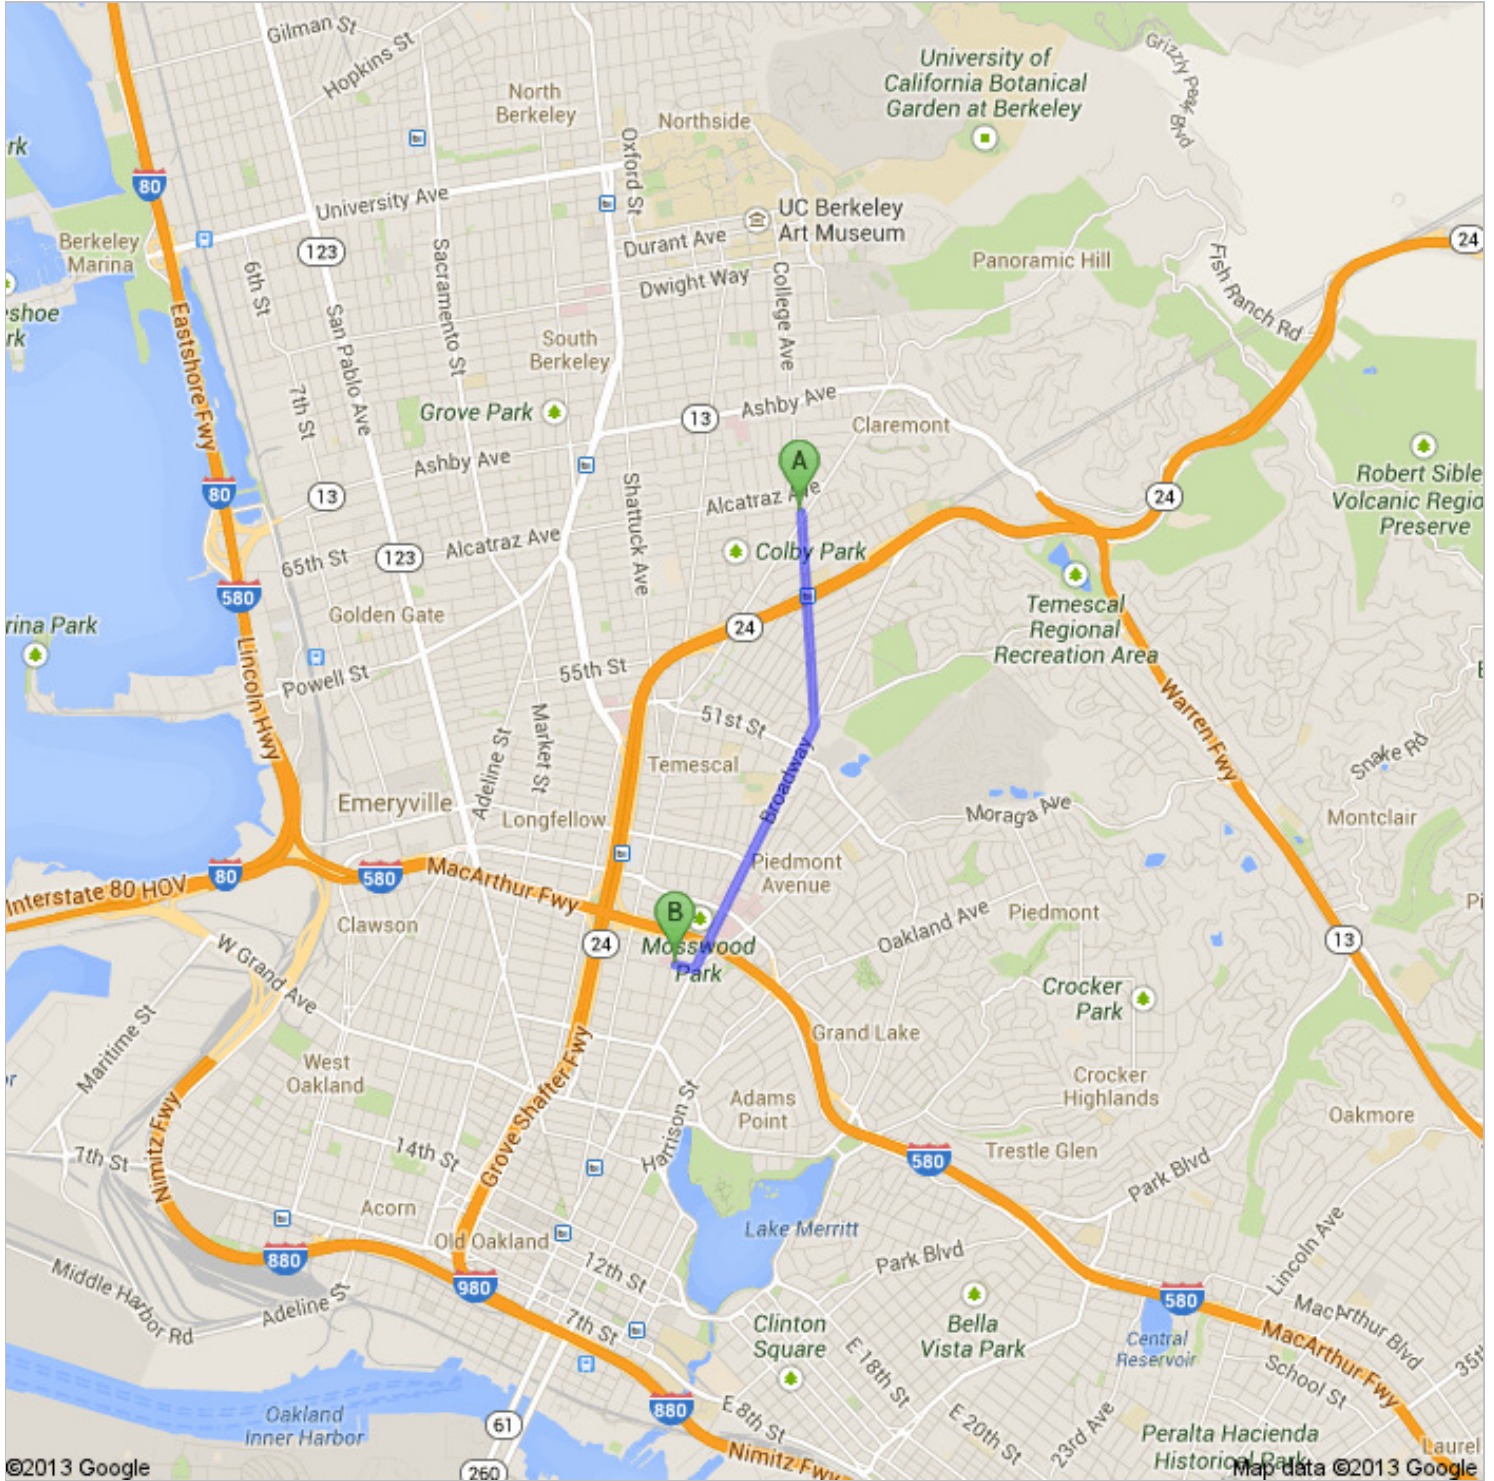 Gilman St
Hopkins St
North
Berkeley
Northside
University of
California Botanical
Garden at Berkeley
Grizzly Peak Blvd
rk
80
Oxford St
University Ave
UC Berkeley
Art Museum
Berkeley
Marina
123
Durant Ave
Panoramic Hill
24
6th St
Sacramento St
Dwight Way
College Ave
Fish Ranch Rd
eshoe
rk
Eastshore Fwy
San Pablo Ave
South
Berkeley
7th St
Grove Park
13
Ashby Ave
Claremont
Ashby Ave
A
Robert Sible
Volcanic Regio
Preserve
80
13
Shattuck Ave
Alcatraz Ave
24
65th St
123
Alcatraz Ave
Colby Park
580
Golden Gate
24
Temescal
Regional
Recreation Area
rina Park
Lincoln Hwy
Powell St
55th St
Warren Fwy
51st St
Market St
Adeline St
Temescal
Broadway
Snake Rd
Emeryville
Longfellow
Moraga Ave
Montclair
80
580
MacArthur Fwy
Piedmont
Avenue
Interstate 80 HOV
Clawson
B
Oakland Ave
Piedmont
Pi
24
Mosswood
Park
13
W Grand Ave
Crocker
Park
Maritime St
Grand Lake
West
Oakland
Grove Shafter Fwy
Crocker
Highlands
Nimitz Fwy
Harrison St
Adams
Point
Oakmore
7th St
14th St
580
Trestle Glen
Park Blvd
Acorn
Lake Merritt
Old Oakland
880
980
12th St
Park Blvd
Lincoln Ave
Middle Harbor Rd
Adeline St
7th St
Clinton
Square
Bella
Vista Park
580
MacArthur Blvd
Central
Reservoir
MacArthur Fwy
E 18th St
School St
35th
Oakland
Inner Harbor
61
880
E 8th St
E 20th St
23rd Ave
Peralta Hacienda
Historical Park
Laurel
260
Nimitz Fwy
©2013 Google
Map data ©2013 Google